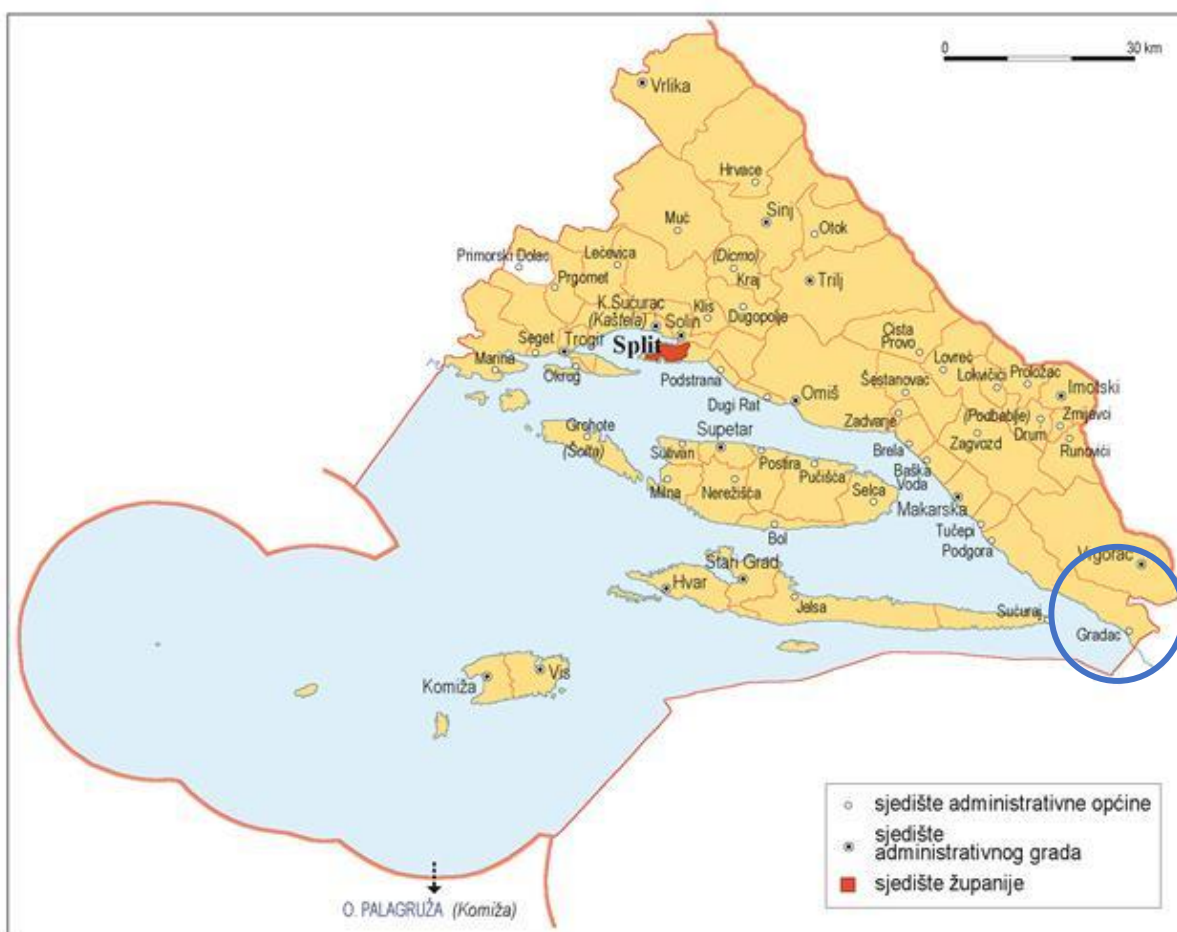 0 30 km
Vrlika
Hrvace
Sinj
Muć
Otok
Primorski Dolac
Lećevica
(Dicmo)
Prgomet
Kraj
Trilj
K.Sućurac
(Kaštela)
Klis
Solin
Dugopolje
Seget
Trogir
Split
Cista
Provo
Marina
Okrog
Podstrana
Lovreć
Lokvičići
Proložac
Šestanovac
Imotski
Dugi Rat
Omiš
Zadvarje
(Podbablje)
Zmijavci
Grohote
(Šolta)
Supetar
Sutivan
Zagvozd
Drum
Runovići
Postira
Brela
Pučišća
Baška
Voda
Milna
Nerežišća
Selca
Makarska
Bol
Tučepi
Podgora
Stari Grad
Vrgorac
Hvar
Jelsa
Sućuraj
Gradac
Vis
Komiža
sjedište administrativne općine
sjedište
administrativnog grada
sjedište županije
O. PALAGRUŽA (Komiža)